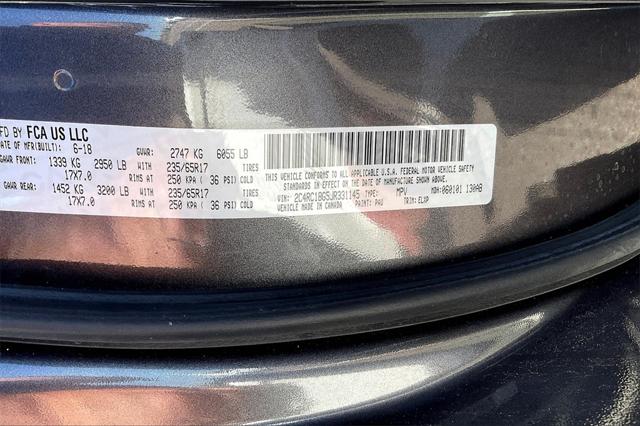 FD BY FCA US LLC
DATE OF MFR(BUILT): 6-18 GVWR: 2747 KG 6055 LB
GAWR FRONT: 1339 KG 2950 LB WITH 235/65R17 TIRES
17X7.0 RIMS AT 250 KPA ( 36 PSI) COLD
GAWR REAR: 1452 KG 3200 LB WITH 235/65R17 TIRES
17X7.0 RIMS AT 250 KPA ( 36 PSI) COLD
THIS VEHICLE CONFORMS TO ALL APPLICABLE U.S.A. FEDERAL MOTOR VEHICLE SAFETY
STANDARDS IN EFFECT ON THE DATE OF MANUFACTURE SHOWN ABOVE.
VIN: 2C4RC1BG5JR331145 TYPE: MPV MDH: 060101 130AB
VEHICLE MADE IN CANADA PAINT: PAU TRIM: ELXP